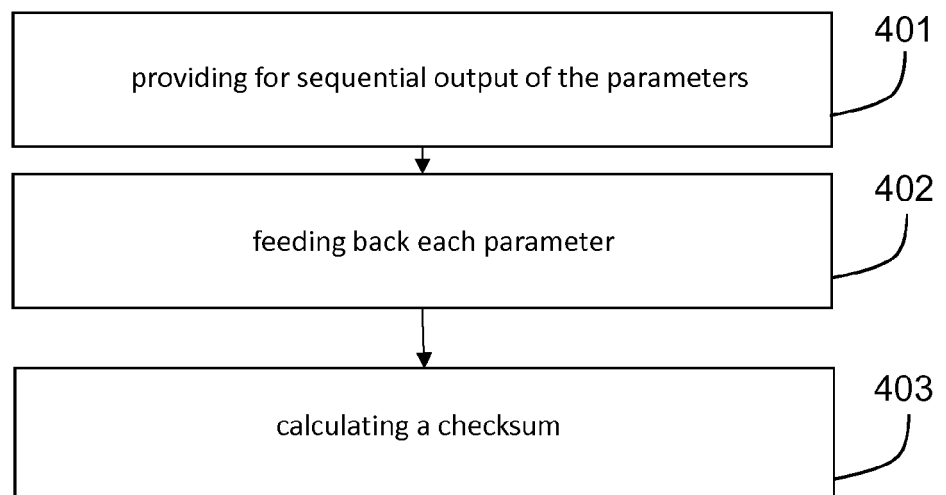 401
providing for sequential output of the parameters
402
feeding back each parameter
403
calculating a checksum